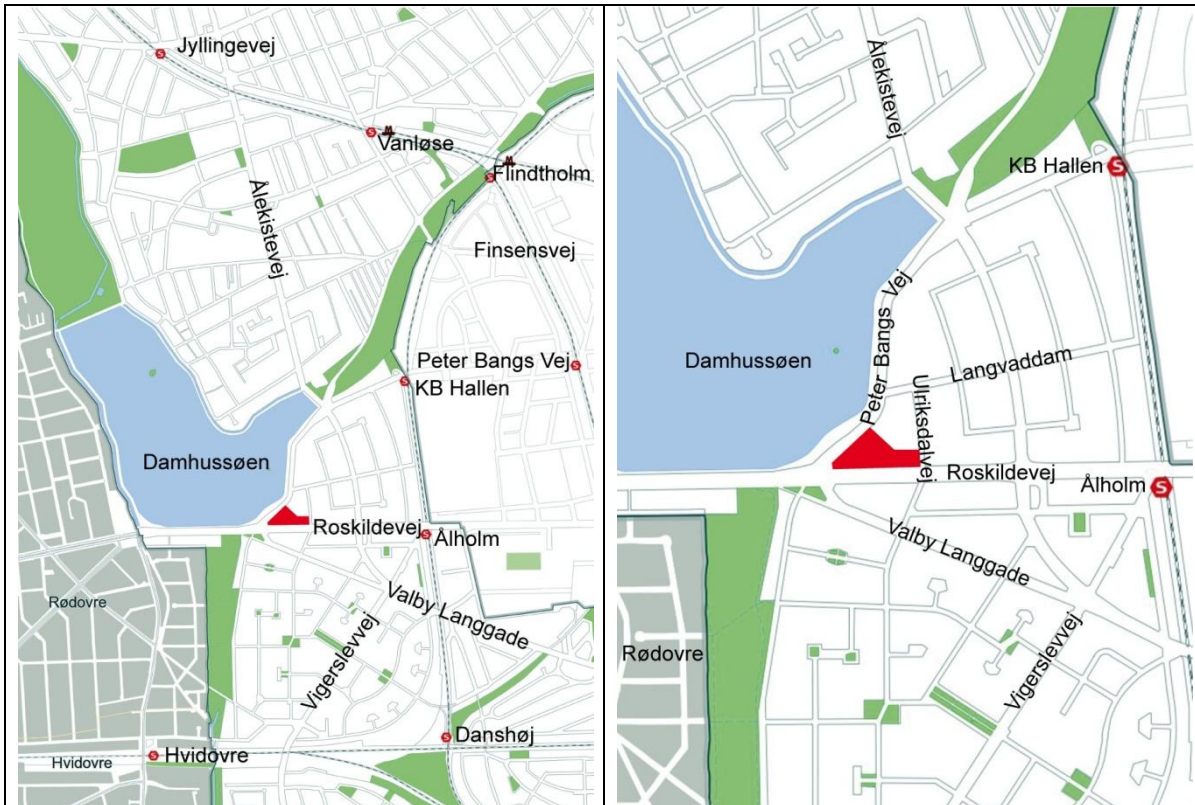 Jyllingevej
Vanløse
Flindtholm
Ålekistevej
Finsensvej
Peter Bangs Vej
KB Hallen
Damhussøen
Roskildevej
Ålholm
Rødovre
Valby Langgade
Vigerslevvej
Danshøj
Hvidovre
Hvidovre
Ålekistevej
KB Hallen
Peter Bangs Vej
Damhussøen
Langvaddam
Ulriksdalvej
Roskildevej
Ålholm
Valby Langgade
Rødovre
Vigerslevvej